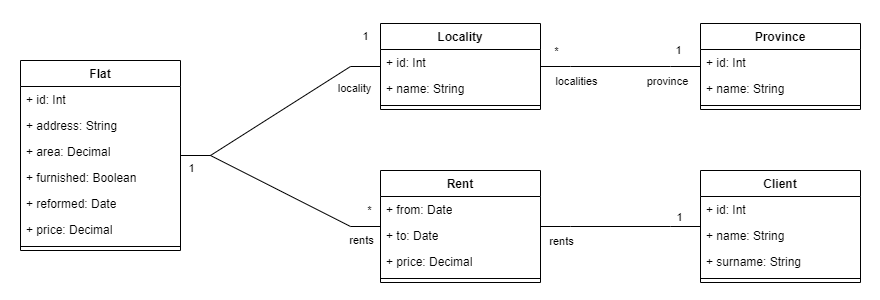 Flat
+ id: Int
+ address: String
+ area: Decimal
+ furnished: Boolean
+ reformed: Date
+ price: Decimal
1
1
locality
Locality
+ id: Int
+ name: String
*
localities
1
province
Province
+ id: Int
+ name: String
*
rents
Rent
+ from: Date
+ to: Date
+ price: Decimal
rents
1
Client
+ id: Int
+ name: String
+ surname: String